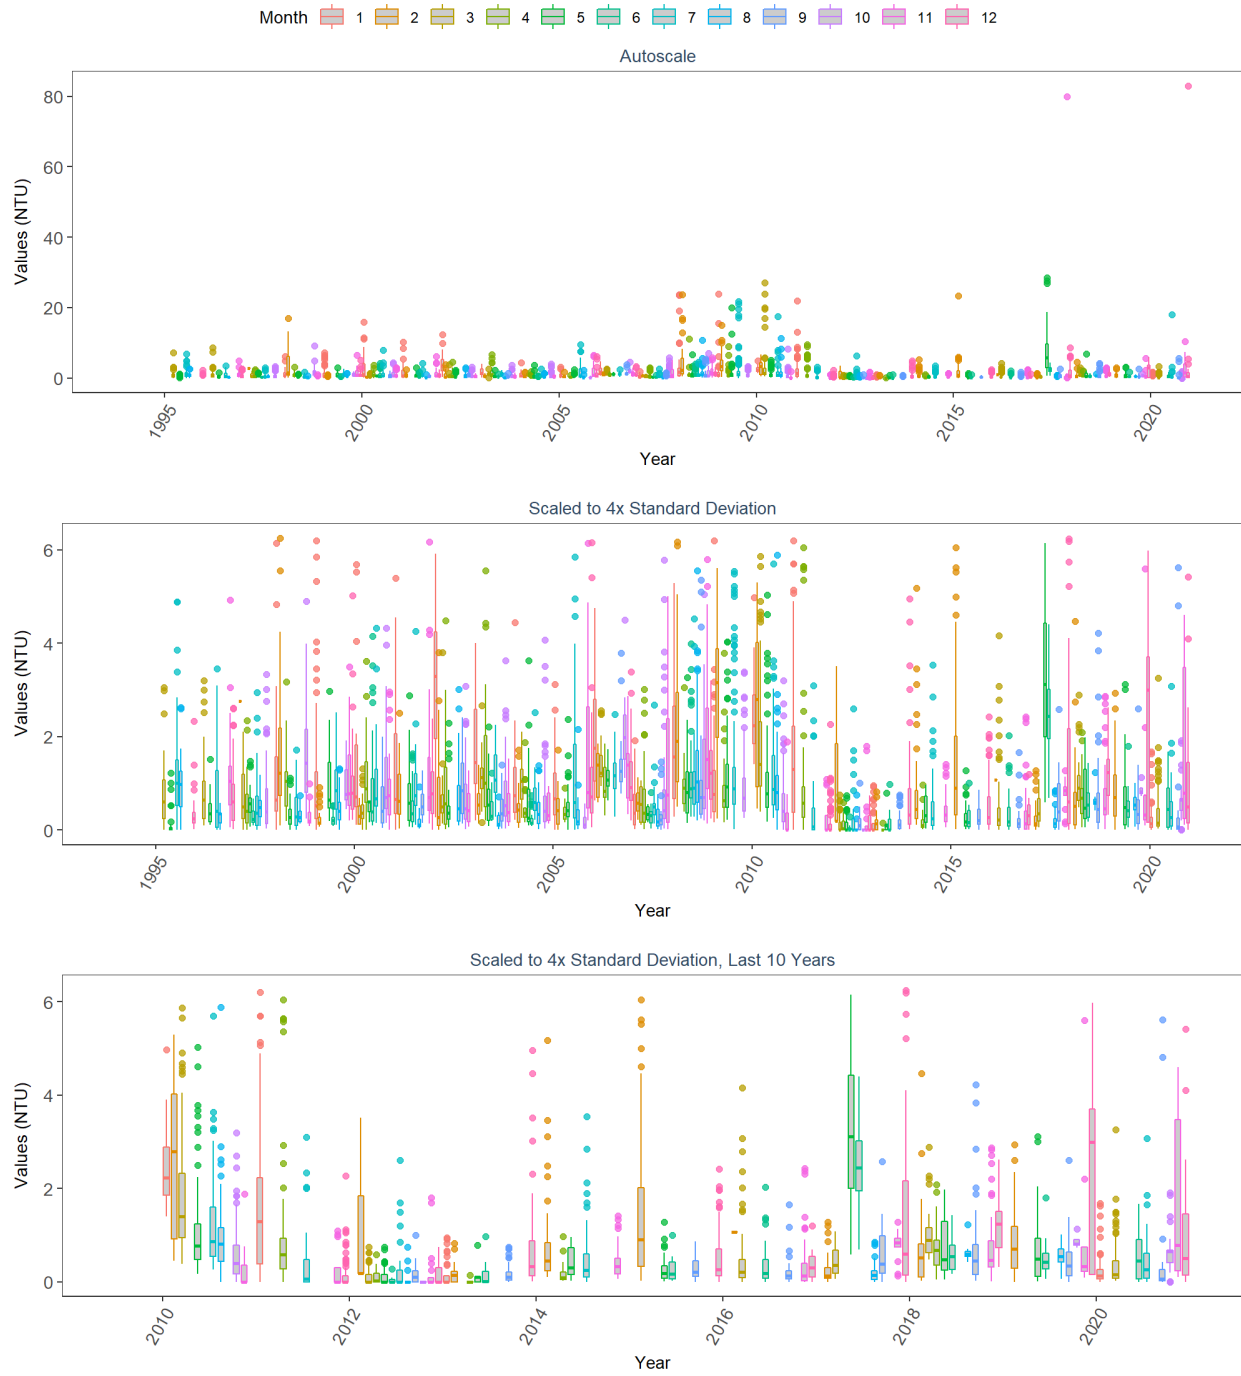 Month 1 2 3 4 5 6 7 8 9 10 11 12
Autoscale
Values (NTU)
80
60
40
20
0
1995 2000 2005 2010 2015 2020
Year
Scaled to 4x Standard Deviation
Values (NTU)
6
4
2
0
1995 2000 2005 2010 2015 2020
Year
Scaled to 4x Standard Deviation, Last 10 Years
Values (NTU)
6
4
2
0
2010 2012 2014 2016 2018 2020
Year